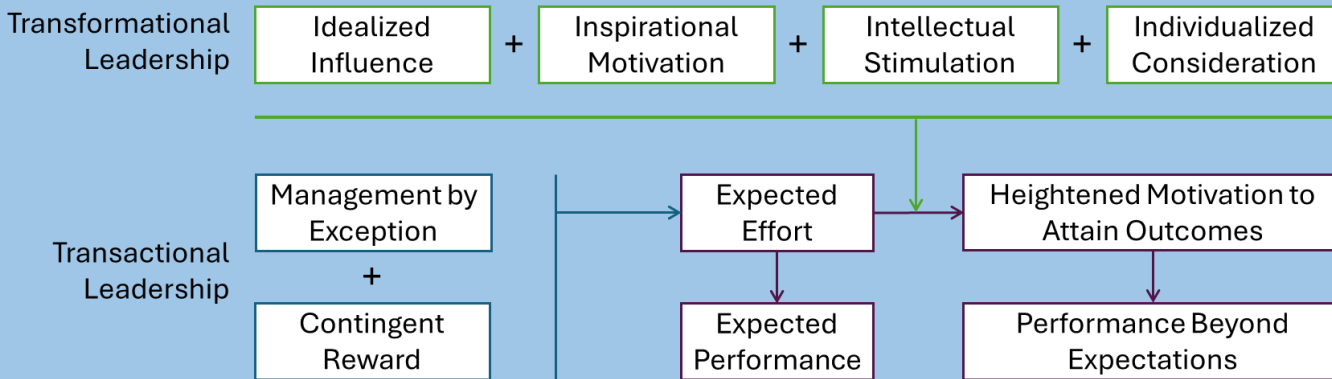 Transformational
Leadership
Idealized
Influence
+
Inspirational
Motivation
+
Intellectual
Stimulation
+
Individualized
Consideration
Transactional
Leadership
Management by
Exception
+
Contingent
Reward
Expected
Effort
Heightened Motivation to
Attain Outcomes
Expected
Performance
Performance Beyond
Expectations